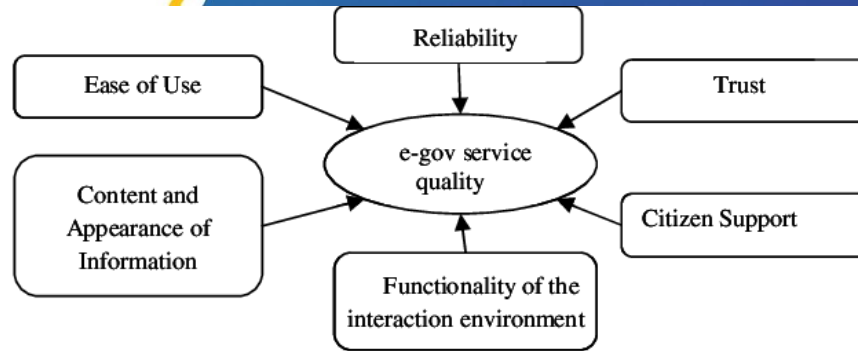 Reliability
Ease of Use
Trust
e-gov service
quality
Content and
Appearance of
Information
Citizen Support
Functionality of the
interaction environment